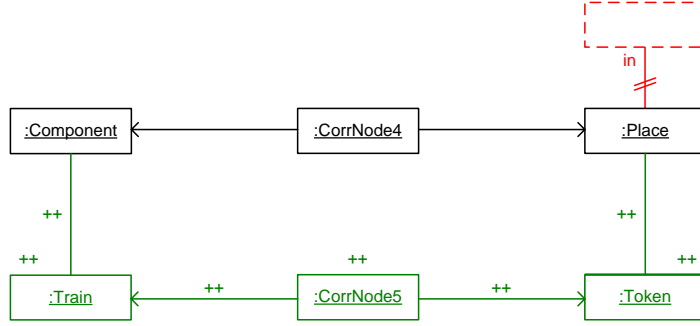 in
:Component
:CorrNode4
:Place
++
++
++
++
++
++
++
:Train
:CorrNode5
:Token